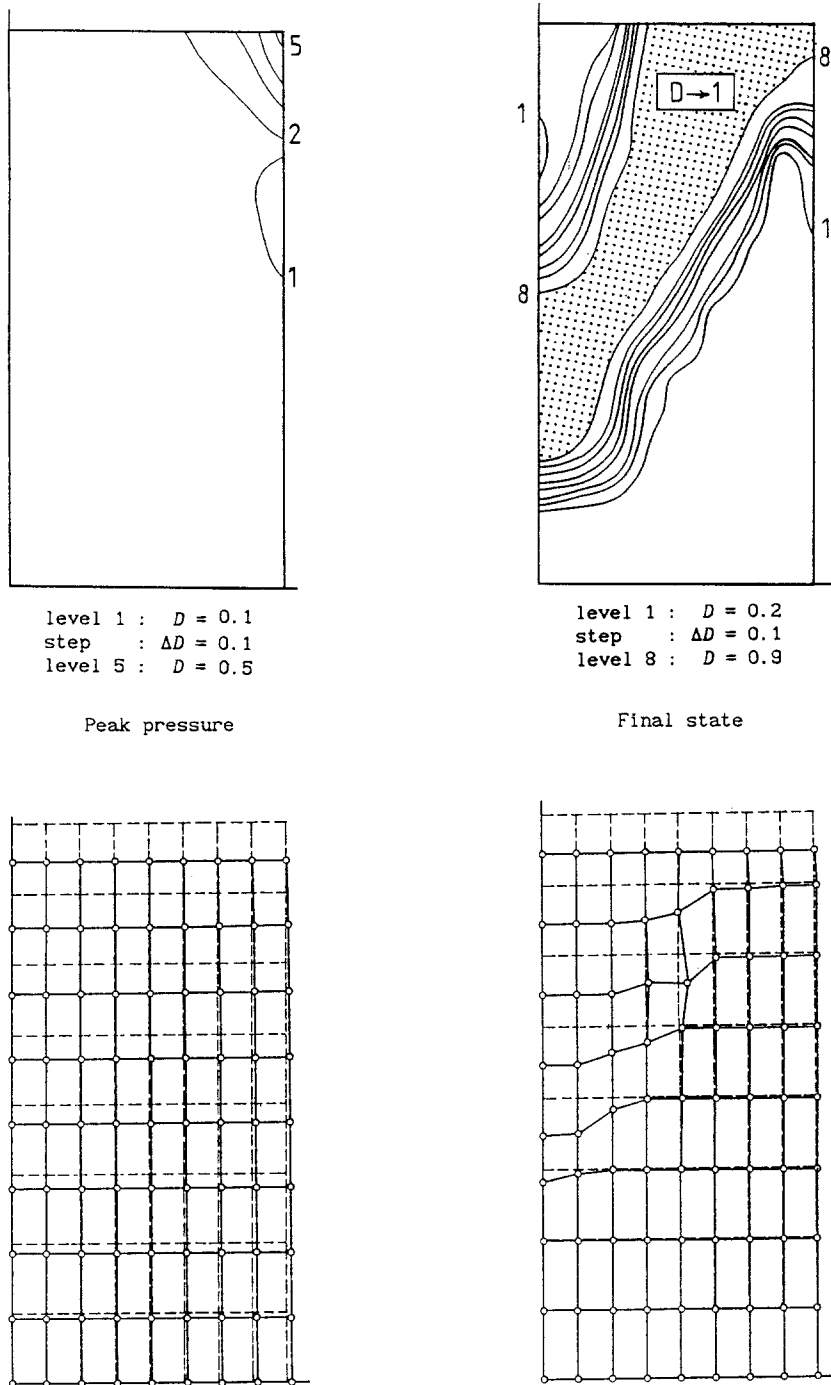 5
2
1
level 1 : D = 0.1
step : ΔD = 0.1
level 5 : D = 0.5
Peak pressure
8
D→1
1
1
8
level 1 : D = 0.2
step : ΔD = 0.1
level 8 : D = 0.9
Final state